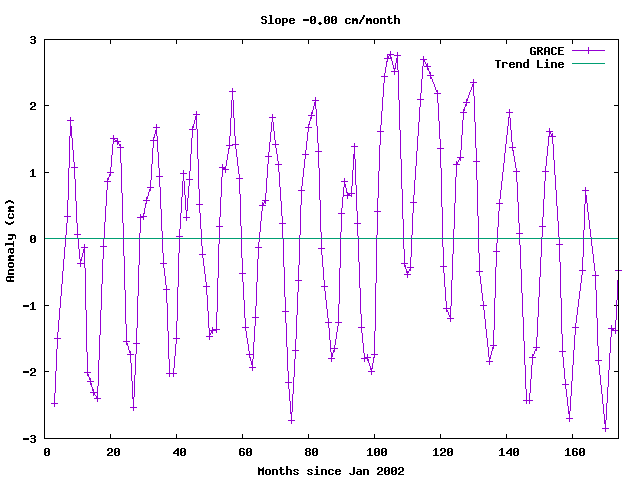 Slope -0.00 cm/month
GRACE
Trend Line
3
2
1
0
-1
-2
-3
Anomaly (cm)
0 20 40 60 80 100 120 140 160
Months since Jan 2002